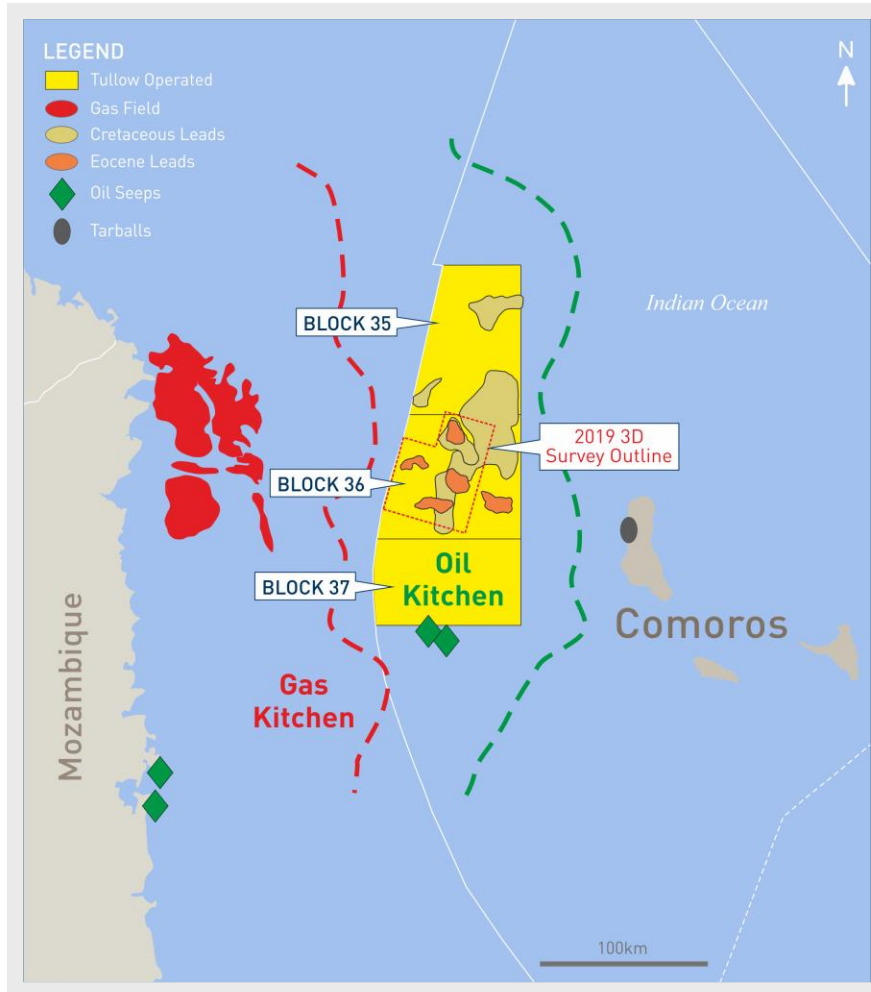 LEGEND
Tullow Operated
Gas Field
Cretaceous Leads
Eocene Leads
Oil Seeps
Tarballs
N
Indian Ocean
BLOCK 35
2019 3D
Survey Outline
BLOCK 36
Oil
Kitchen
BLOCK 37
Comoros
Gas
Kitchen
Mozambique
100km